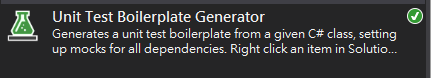 Unit Test Boilerplate Generator
Generates a unit test boilerplate from a given C# class, setting
up mocks for all dependencies. Right click an item in Solutio...